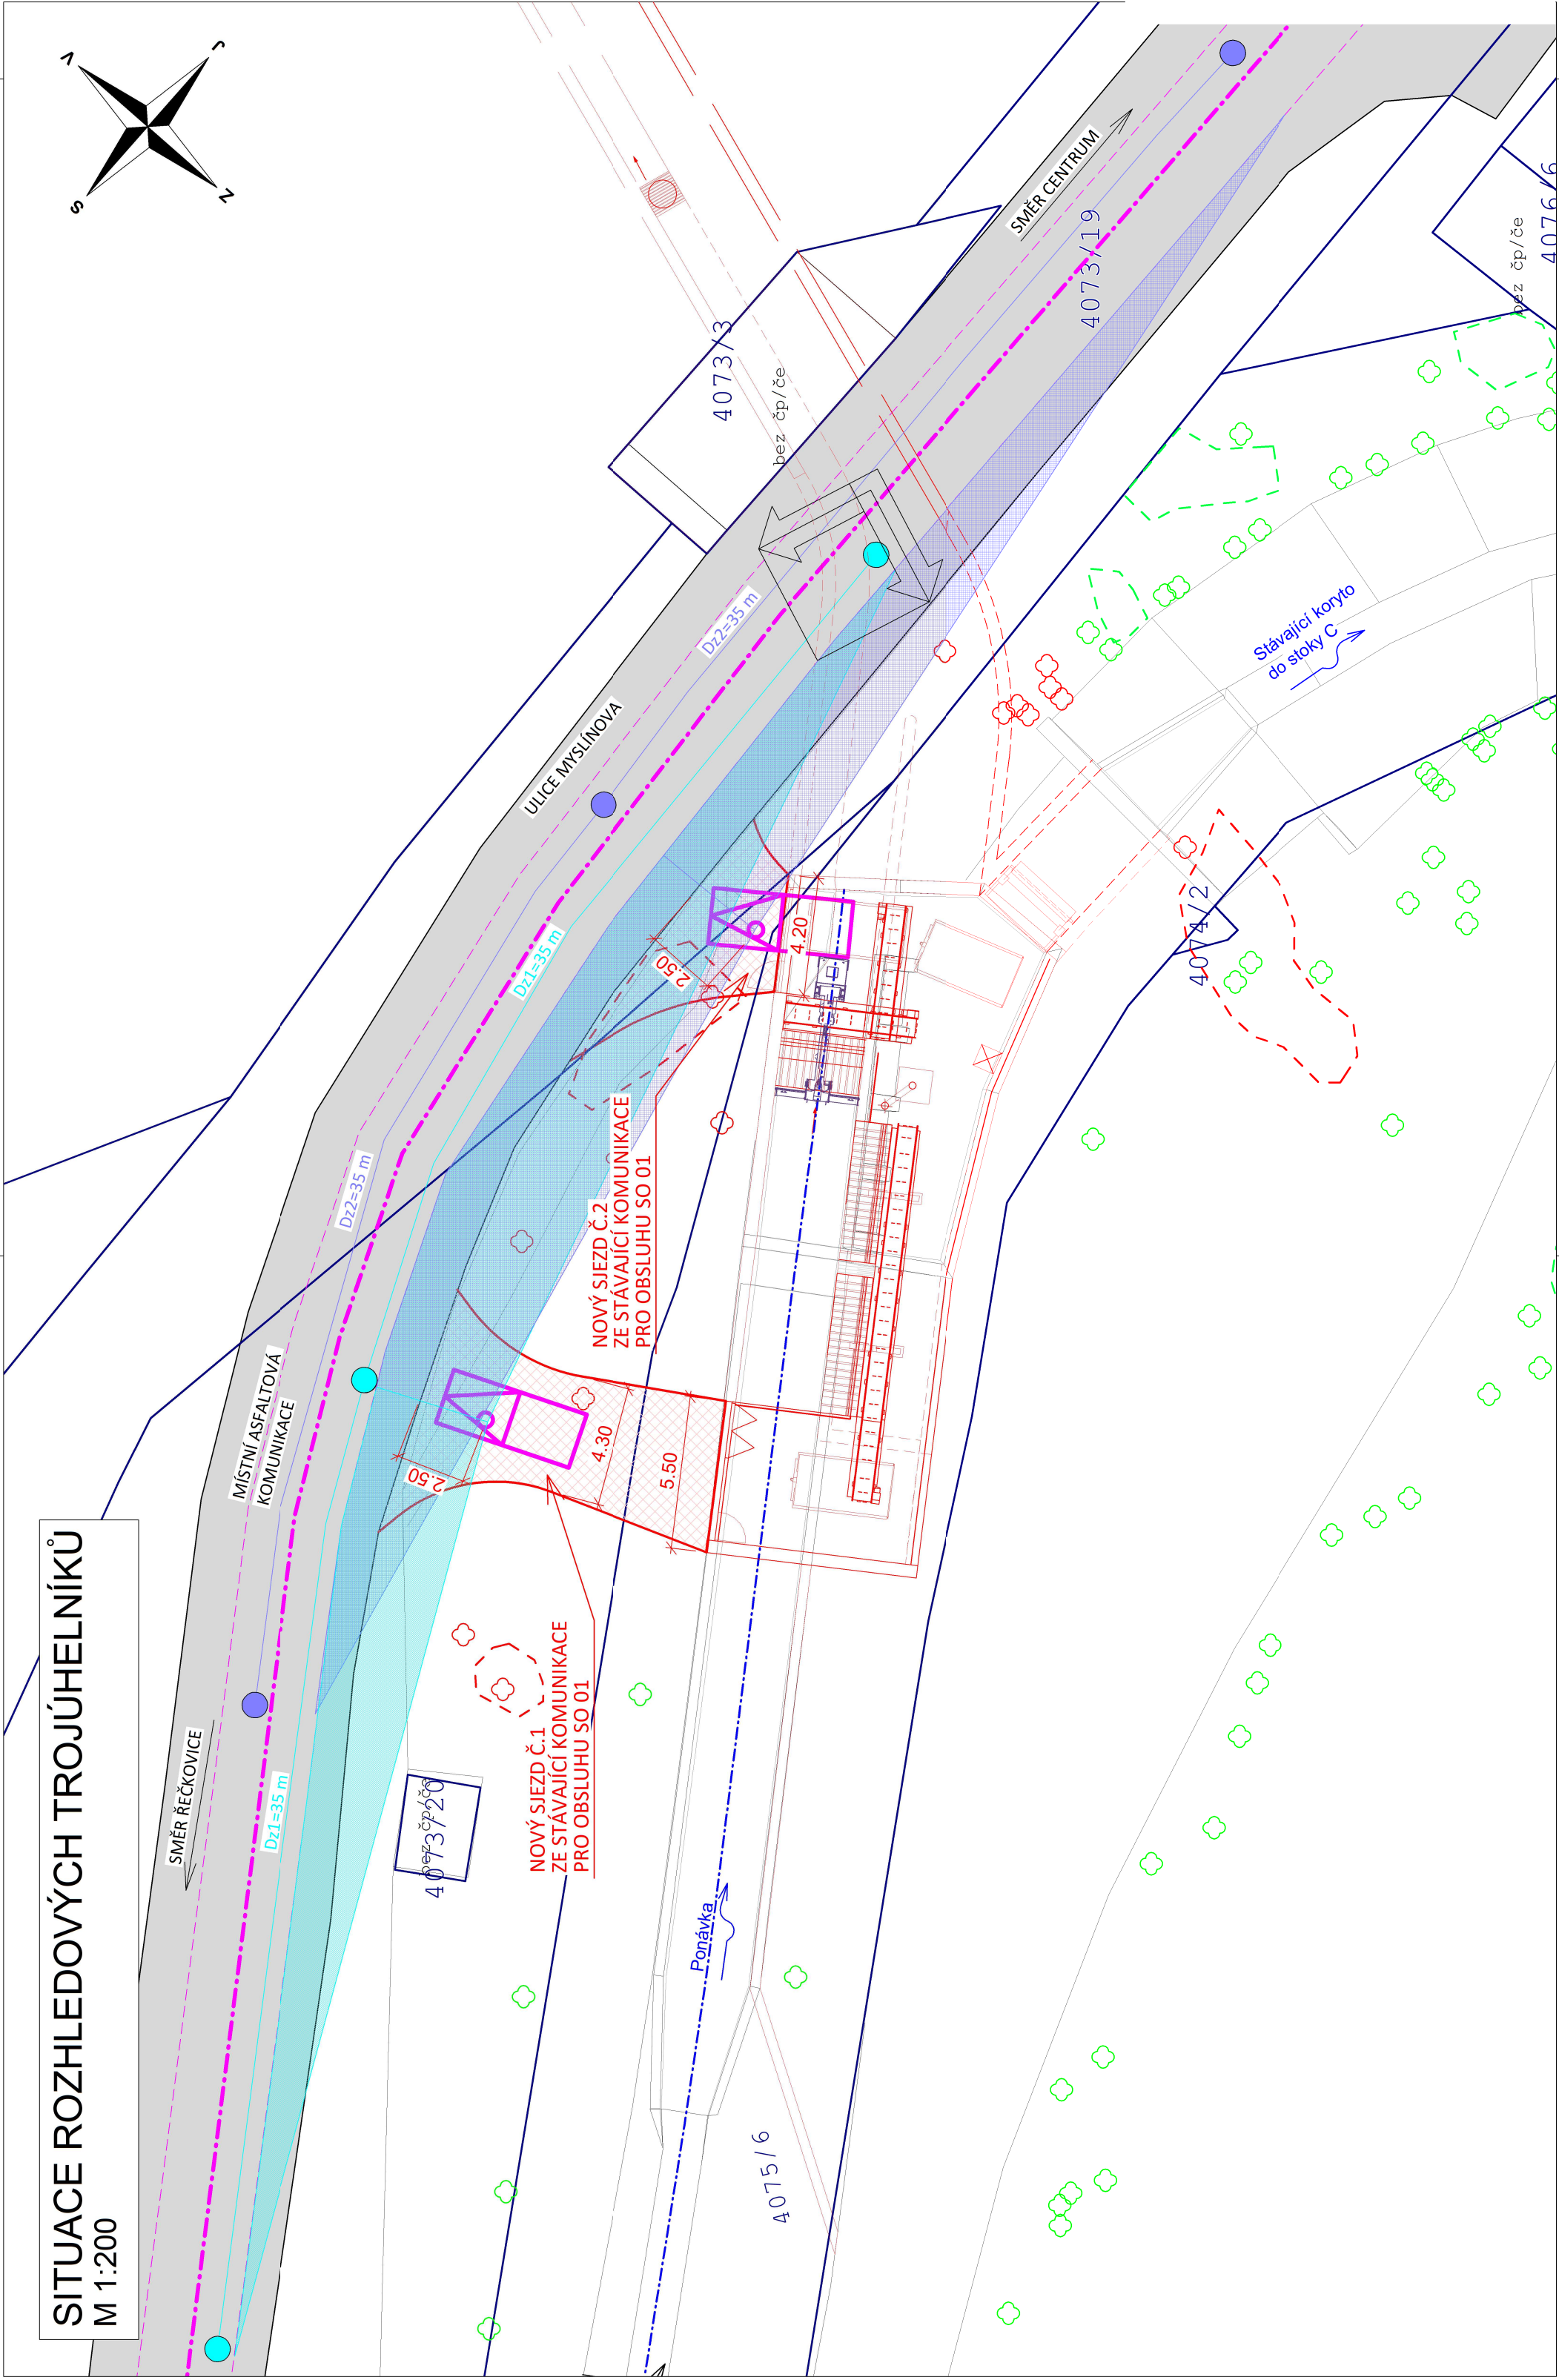 SITUACE ROZHLEDOVÝCH TROJÚHELNÍKŮ
M 1:200
V
J
S
Z
SMĚR ŘEČKOVICE
Dz1=35 m
MÍSTNÍ ASFALTOVÁ
KOMUNIKACE
Dz2=35 m
Dz1=35 m
ULICE MYSLÍNOVA
Dz2=35 m
SMĚR CENTRUM
4073/19
4073/3
bez čp/če
bez čp/če
4076/6
bez čp/če
4073/20
NOVÝ SJEZD Č.1
ZE STÁVAJÍCÍ KOMUNIKACE
PRO OBSLUHU SO 01
2.50
4.30
5.50
NOVÝ SJEZD Č.2
ZE STÁVAJÍCÍ KOMUNIKACE
PRO OBSLUHU SO 01
2.50
4.20
Ponávka
4075/6
4074/2
Stávající koryto
do stoky C